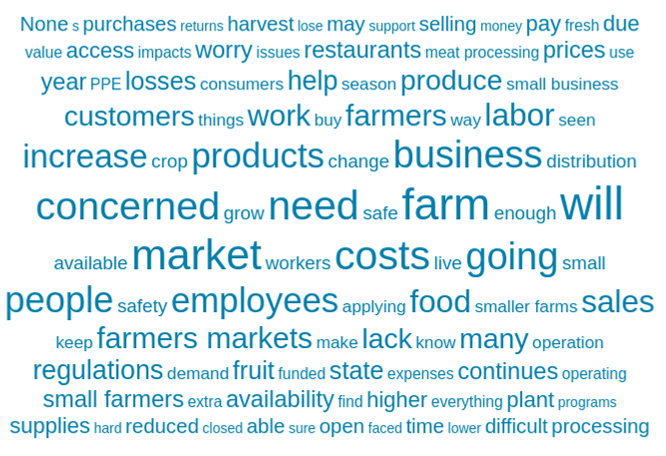 None s purchases returns harvest lose may support selling money pay fresh due
value access impacts worry issues restaurants meat processing prices use
year PPE losses consumers help season produce small business
customers things work buy farmers way labor seen
increase crop products change business distribution
concerned grow need safe farm enough will
available market workers costs live going small
people safety employees applying food smaller farms sales
keep farmers markets make lack know many operation
regulations demand fruit funded state expenses continues operating
small farmers extra availability find higher everything plant programs
supplies hard reduced closed able sure open faced time lower difficult processing